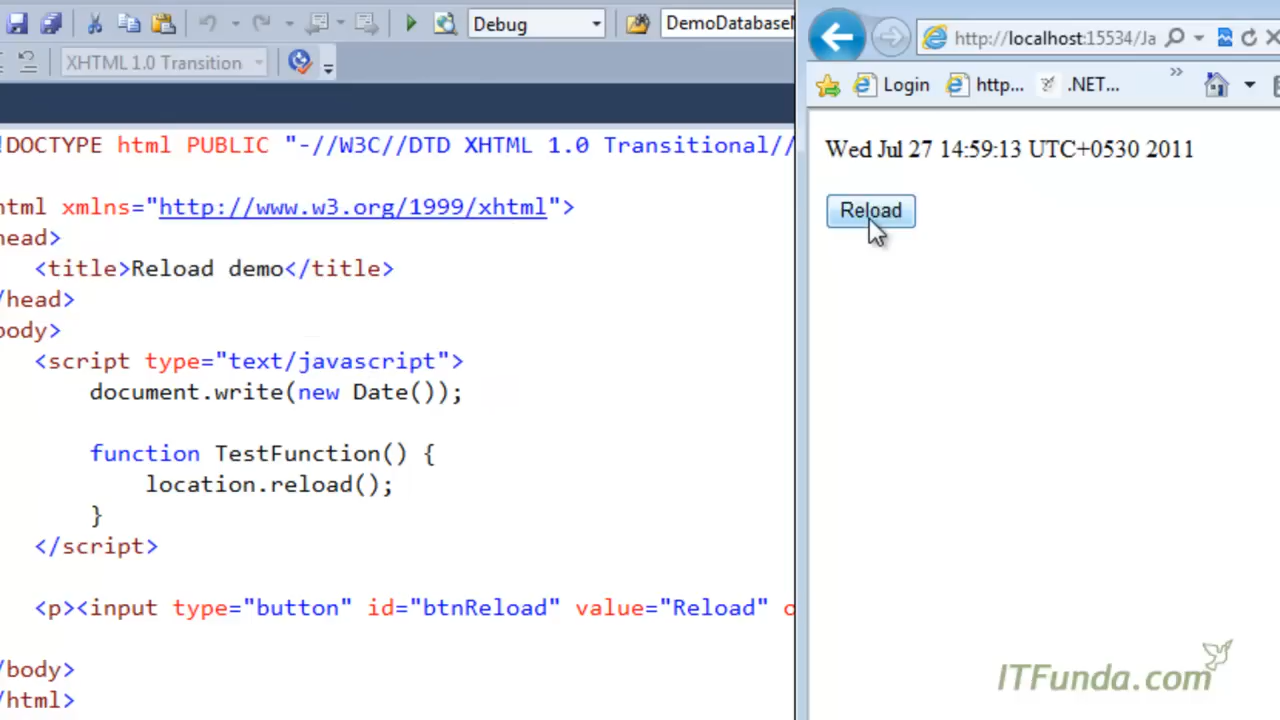 Debug
DemoDatabaseN
XHTML 1.0 Transition
!DOCTYPE html PUBLIC "-//W3C//DTD XHTML 1.0 Transitional//
html xmlns="http://www.w3.org/1999/xhtml">
head>
<title>Reload demo</title>
/head>
body>
<script type="text/javascript">
document.write(new Date());
function TestFunction() {
location.reload();
}
</script>
<p><input type="button" id="btnReload" value="Reload" o
/body>
/html>
http://localhost:15534/Ja
Login http... .NET...
Wed Jul 27 14:59:13 UTC+0530 2011
Reload
ITFunda.com